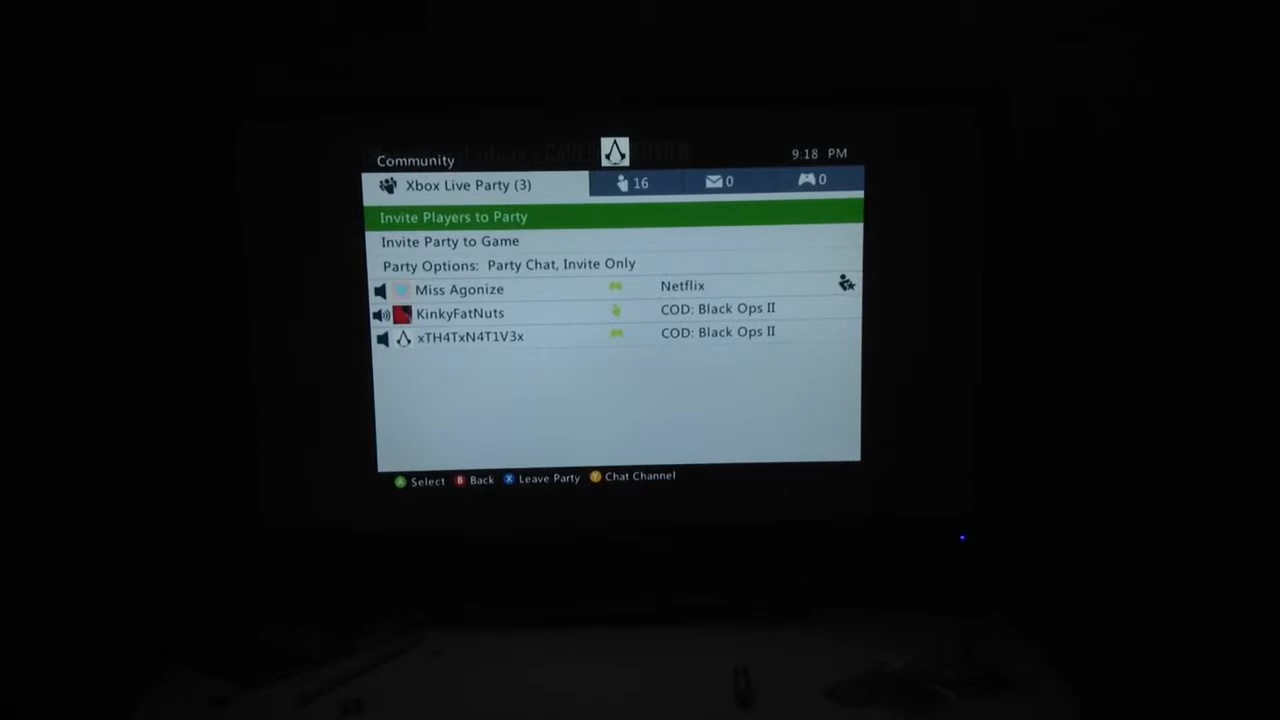 Community
9:18 PM
Xbox Live Party (3)
16
0
0
Invite Players to Party
Invite Party to Game
Party Options: Party Chat, Invite Only
Miss Agonize Netflix
KinkyFatNuts COD: Black Ops II
xTH4TxN4T1V3x COD: Black Ops II
A Select B Back X Leave Party Y Chat Channel